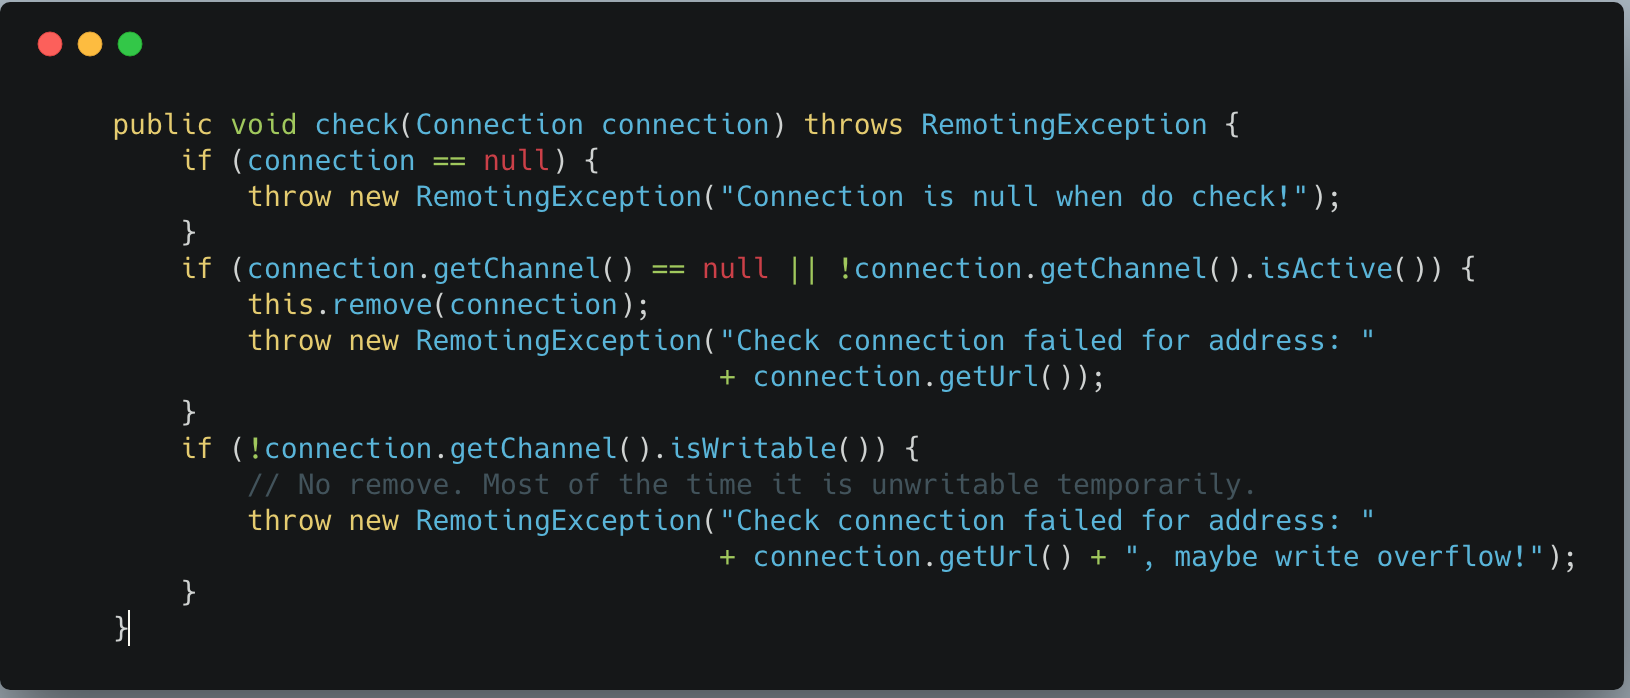 public void check(Connection connection) throws RemotingException {
    if (connection == null) {
        throw new RemotingException("Connection is null when do check!");
    }
    if (connection.getChannel() == null || !connection.getChannel().isActive()) {
        this.remove(connection);
        throw new RemotingException("Check connection failed for address: "
                                    + connection.getUrl());
    }
    if (!connection.getChannel().isWritable()) {
        // No remove. Most of the time it is unwritable temporarily.
        throw new RemotingException("Check connection failed for address: "
                                    + connection.getUrl() + ", maybe write overflow!");
    }
}